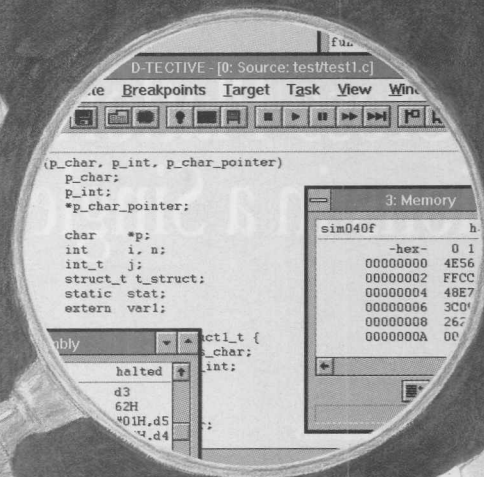 D-TECTIVE - [0: Source: test/test1.c]
Breakpoints Target Task View
(p_char, p_int, p_char_pointer)
p_char;
p_int;
*p_char_pointer;
char *p;
int i, n;
int_t j;
struct_t t_struct;
static stat;
extern var1;
3: Memory
sim040f
-hex- 0 1
00000000 4E56
00000002 FFCC
00000004 48E7
00000006
00000008
0000000A
halted
d3
62H
in a Sin